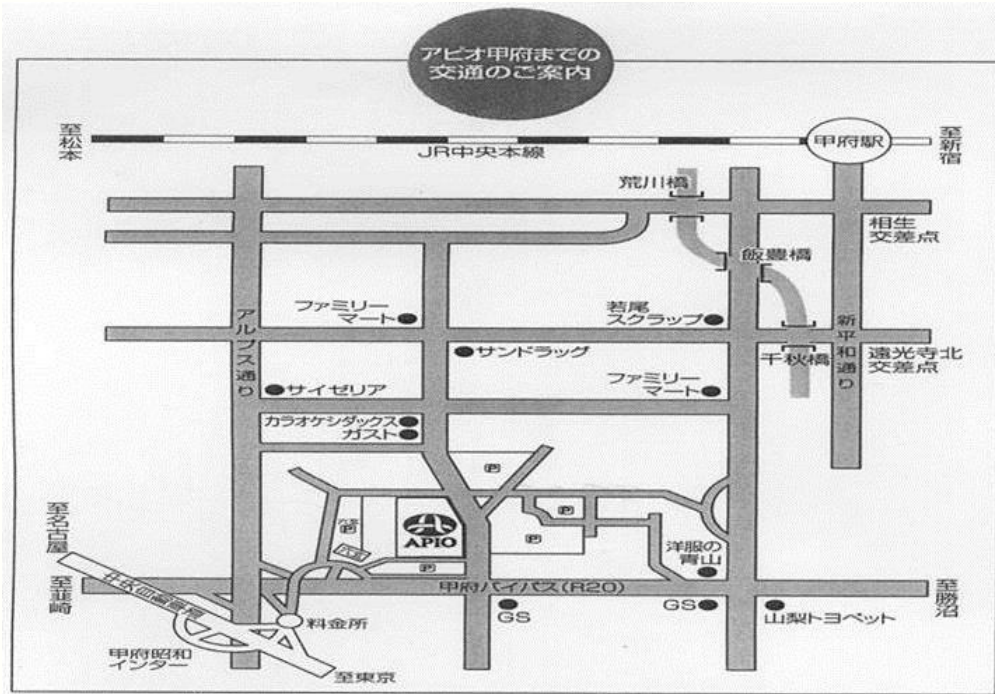 アピオ甲府までの
交通のご案内
至松本
JR中央本線
甲府駅
至新宿
荒川橋
相生
交差点
飯豊橋
アルプス通り
ファミリー
マート
若尾
スクラップ
新平和通り
サンドラッグ
千秋橋
遠光寺北
交差点
サイゼリア
ファミリー
マート
カラオケシダックス
ガスト
P
P
P
P
P
APIO
至名古屋
洋服の
青山
至韮崎
甲府バイパス(R20)
至勝沼
料金所
GS
GS
山梨トヨペット
甲府昭和
インター
至東京